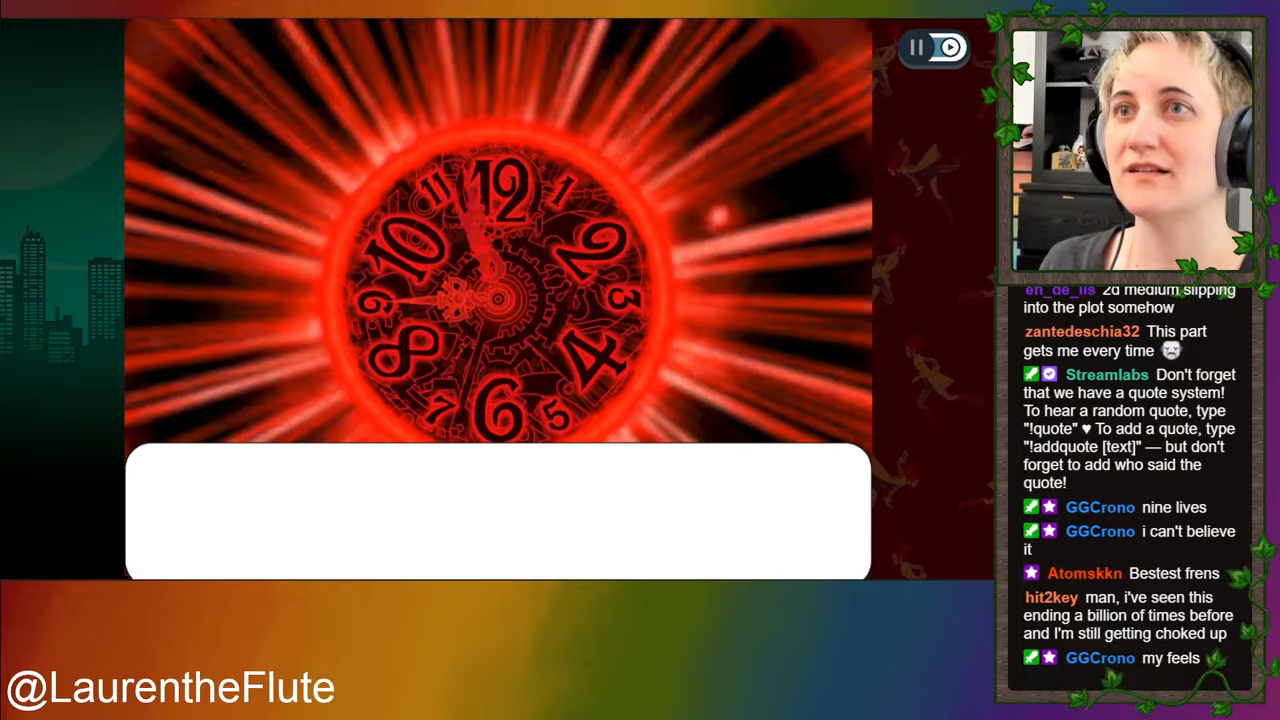 12
11
1
10
2
9
3
8
4
7
5
6
en_de_iis 2d medium slipping
into the plot somehow
zantedeschia32 This part
gets me every time
Streamlabs Don't forget
that we have a quote system!
To hear a random quote, type
"!quote" ♥ To add a quote, type
"!addquote [text]" — but don't
forget to add who said the
quote!
GGCrono nine lives
GGCrono i can't believe
it
Atomskkn Bestest frens
hit2key man, i've seen this
ending a billion of times before
and I'm still getting choked up
GGCrono my feels
@LaurentheFlute